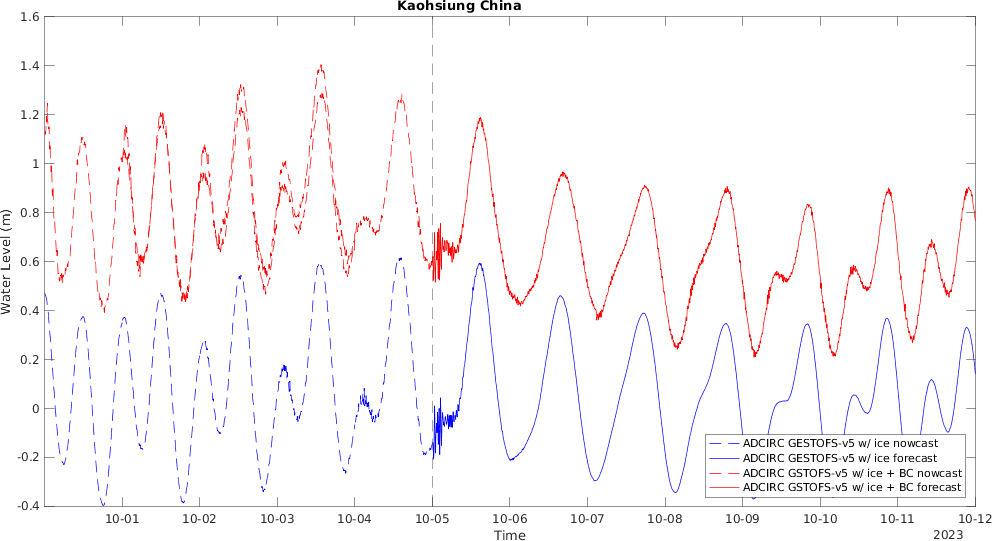 Kaohsiung China
1.6
1.4
1.2
1
0.8
0.6
0.4
0.2
0
-0.2
-0.4
Water Level (m)
ADCIRC GESTOFS-v5 w/ ice nowcast
ADCIRC GESTOFS-v5 w/ ice forecast
ADCIRC GSTOFS-v5 w/ ice + BC nowcast
ADCIRC GSTOFS-v5 w/ ice + BC forecast
10-01 10-02 10-03 10-04 10-05 10-06 10-07 10-08 10-09 10-10 10-11 10-12
Time
2023